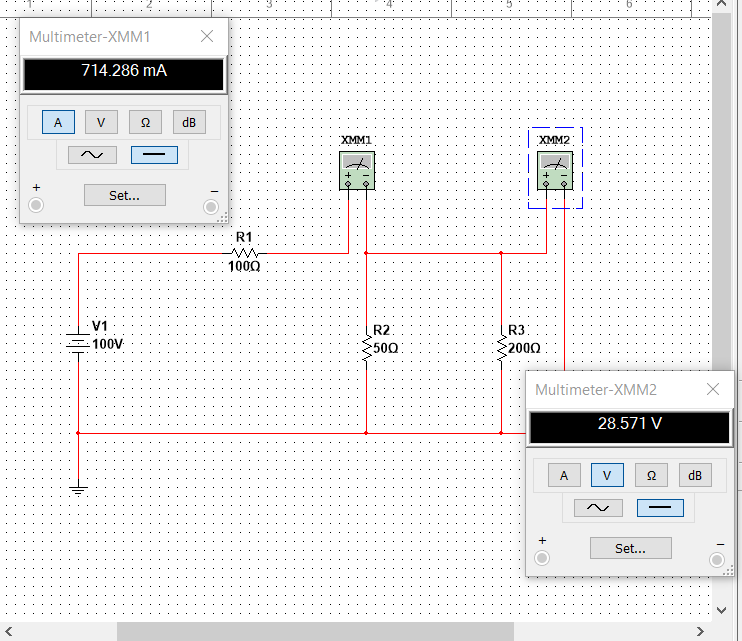 1 2 3 4 5 6
Multimeter-XMM1
714.286 mA
A V Ω dB
+ Set... −
XMM1
+ −
XMM2
+ −
R1
100Ω
V1
100V
R2
50Ω
R3
200Ω
Multimeter-XMM2
28.571 V
A V Ω dB
+ Set... −